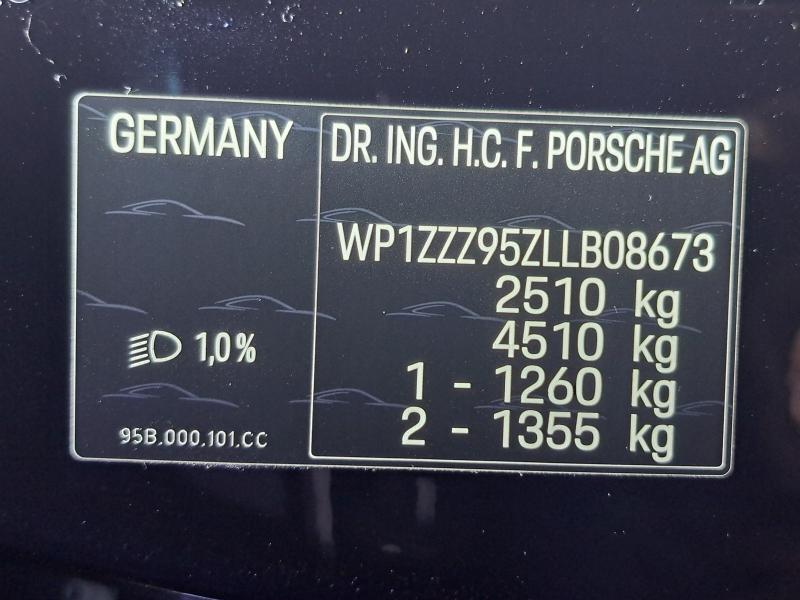 GERMANY
1,0%
95B.000.101.CC
DR. ING. H.C. F. PORSCHE AG
WP1ZZZ95ZLLB08673
2510 kg
4510 kg
1 - 1260 kg
2 - 1355 kg